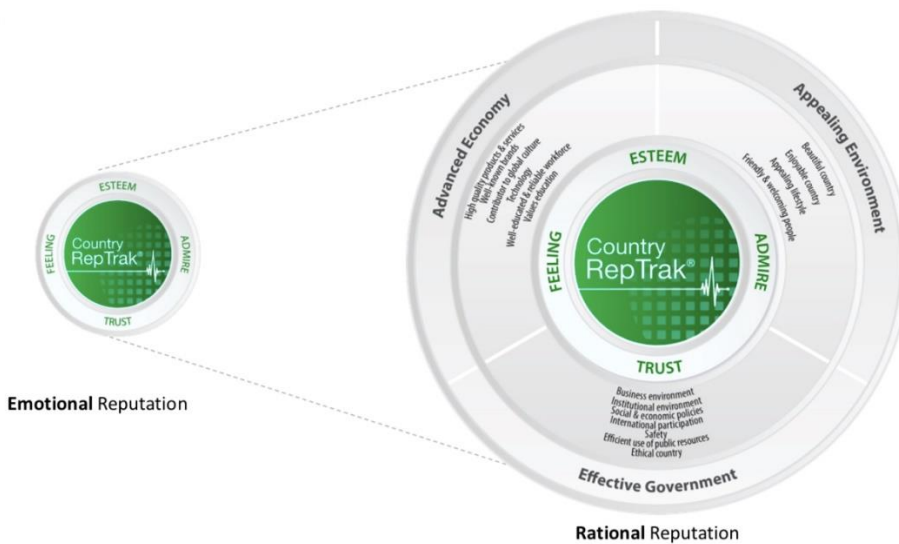 ESTEEM
FEELING
Country
RepTrak®
ADMIRE
TRUST
Emotional Reputation
Advanced Economy
High quality products & services
Well-known brands
Contributor to global culture
Technology
Well-educated & reliable workforce
Values education
Appealing Environment
Beautiful country
Enjoyable country
Appealing lifestyle
Friendly & welcoming people
ESTEEM
FEELING
Country
RepTrak®
ADMIRE
TRUST
Business environment
Institutional environment
Social & economic policies
International participation
Safety
Efficient use of public resources
Ethical country
Effective Government
Rational Reputation